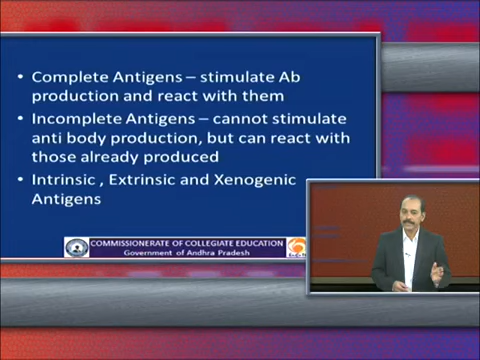 • Complete Antigens – stimulate Ab
production and react with them
• Incomplete Antigens – cannot stimulate
anti body production, but can react with
those already produced
• Intrinsic , Extrinsic and Xenogenic
Antigens
COMMISSIONERATE OF COLLEGIATE EDUCATION
Government of Andhra Pradesh